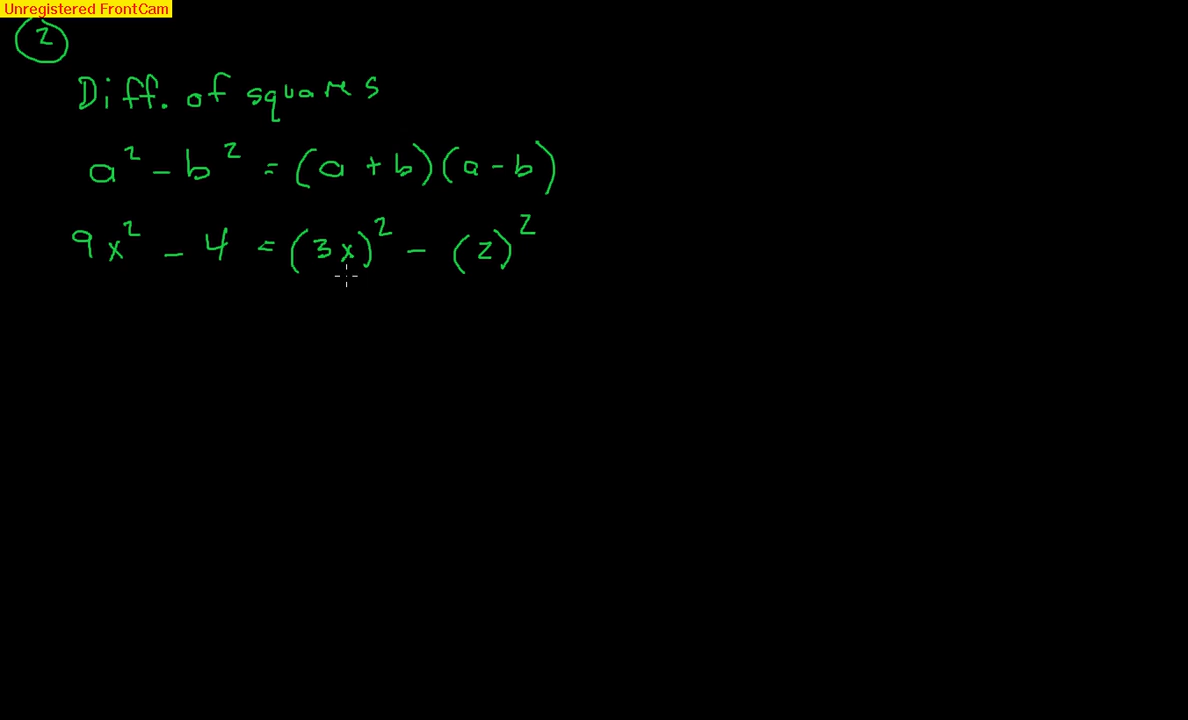 Unregistered FrontCam
2
Diff. of squares
a² - b² = (a + b)(a - b)
9x² - 4 = (3x)² - (2)²